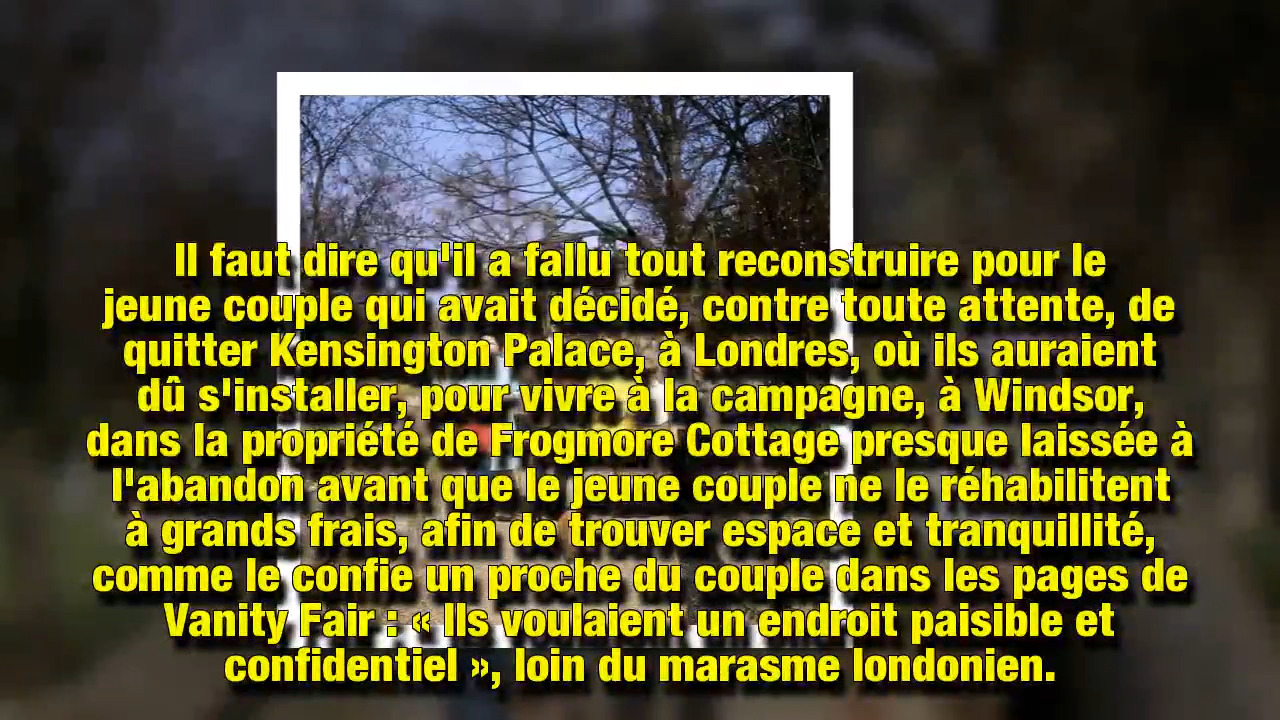 Il faut dire qu'il a fallu tout reconstruire pour le
jeune couple qui avait décidé, contre toute attente, de
quitter Kensington Palace, à Londres, où ils auraient
dû s'installer, pour vivre à la campagne, à Windsor,
dans la propriété de Frogmore Cottage presque laissée à
l'abandon avant que le jeune couple ne le réhabilitent
à grands frais, afin de trouver espace et tranquillité,
comme le confie un proche du couple dans les pages de
Vanity Fair : « Ils voulaient un endroit paisible et
confidentiel », loin du marasme londonien.